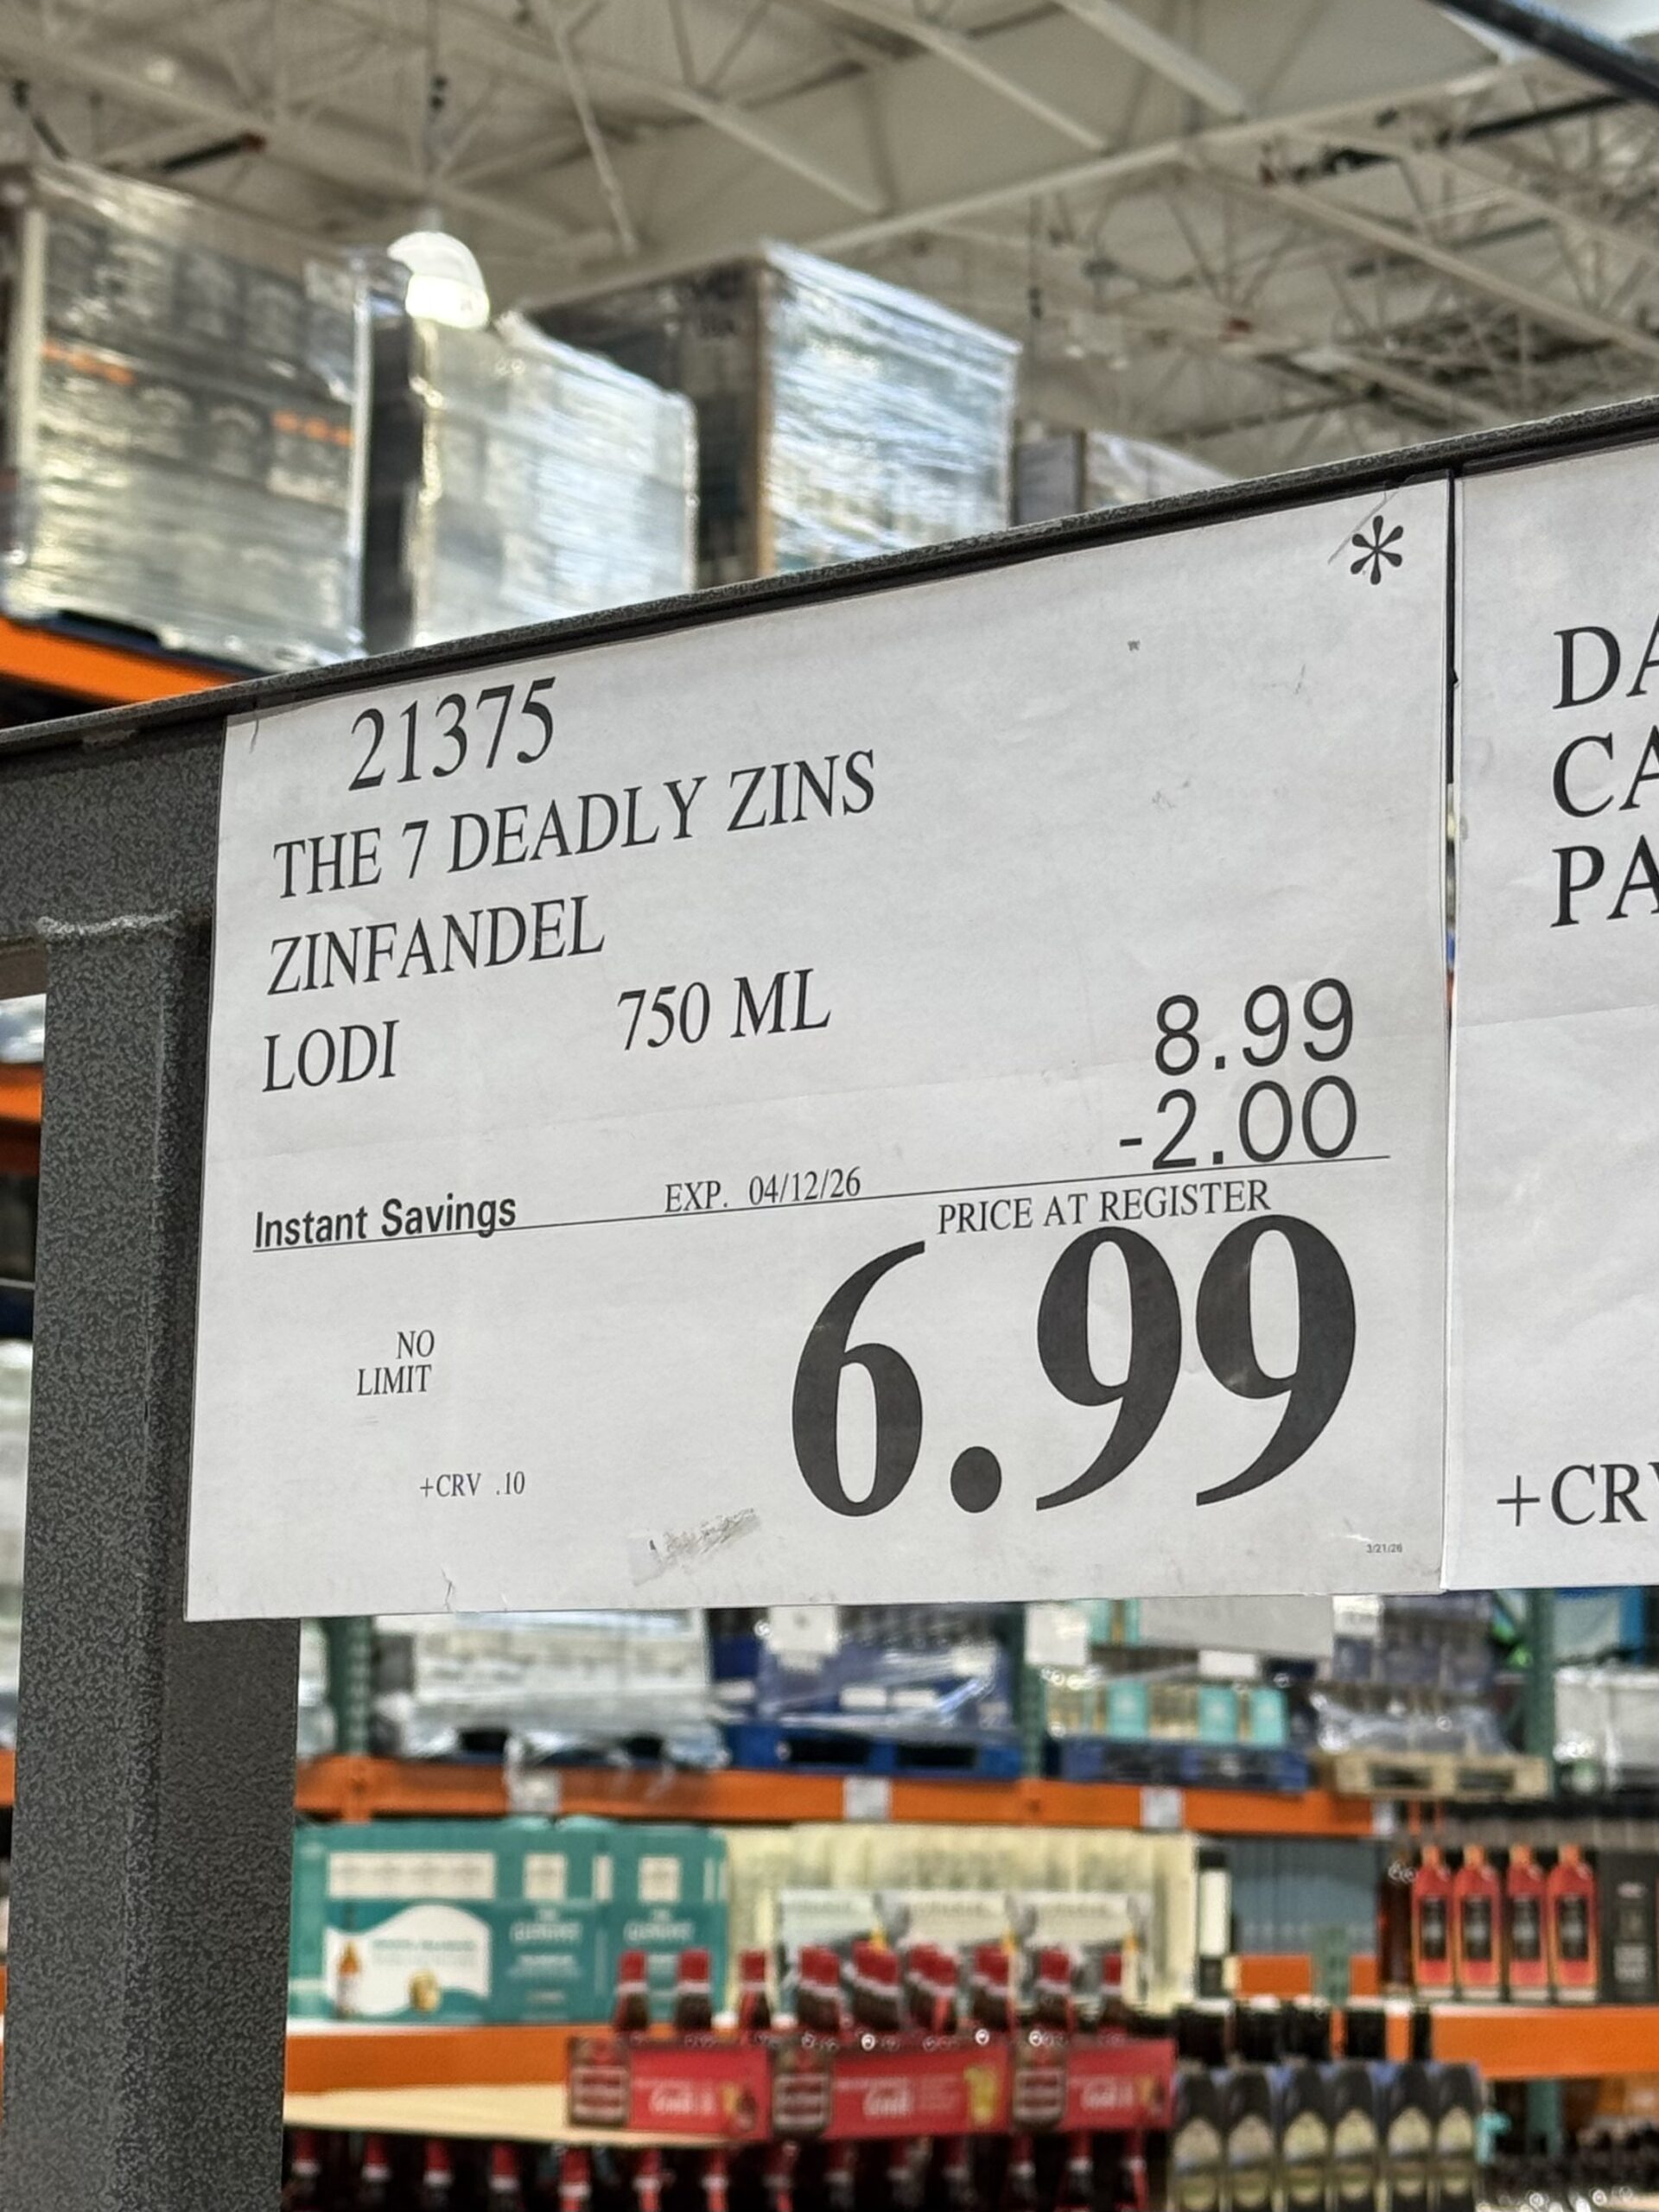 *
21375
THE 7 DEADLY ZINS
ZINFANDEL
LODI 750 ML
8.99
-2.00
Instant Savings EXP. 04/12/26
PRICE AT REGISTER
6.99
NO
LIMIT
+CRV .10
3/21/26
DA
CA
PA
+CRV